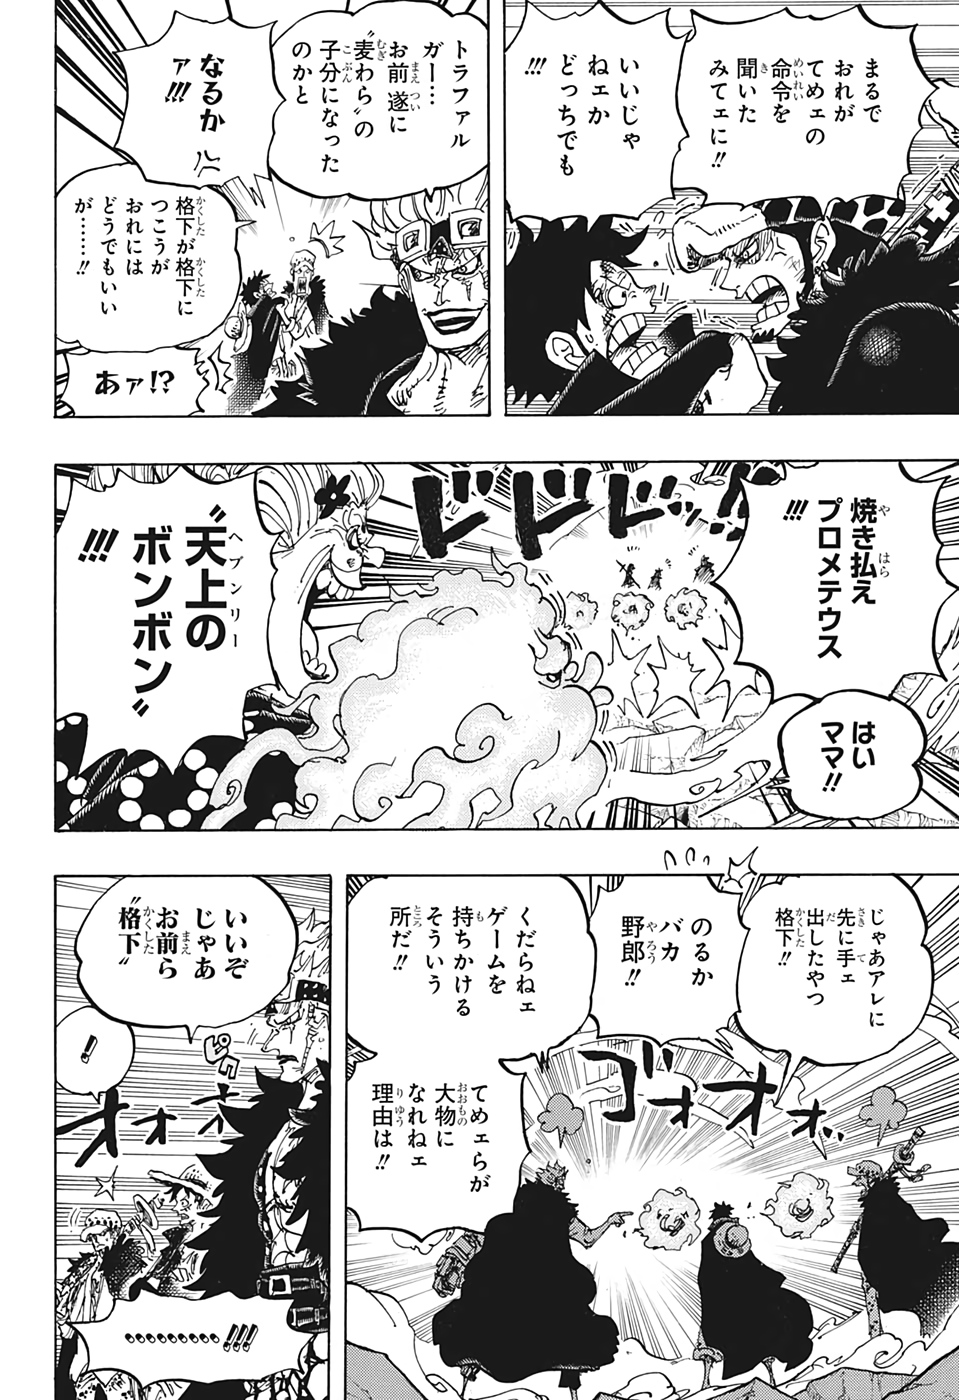 まるで
おれが
てめェの
命令を
聞いた
みてェに!!
いいじゃ
ねェか
どっちでも
!!!
トラファル
ガー…
お前 遂に
〝麦わら〟の
子分になった
のかと
なるか
ァ!!!
格下が格下に
つこうが
おれには
どうでもいい
が……!!
あァ!?
焼き払え
プロメテウス
!!!
はい
ママ!!
ドドドドッ!!
〝天上の
ボンボン〟
!!!
じゃあアレに
先に手ェ
出したやつ
格下!!
のるか
バカ
野郎!!
くだらねェ
ゲームを
持ちかける
そういう
所だ!!
てめェらが
大物に
なれねェ
理由は!!
ゴォオオ
いいぞ
じゃあ
お前ら
〝格下〟
!
ピク
オォオ
………!!!